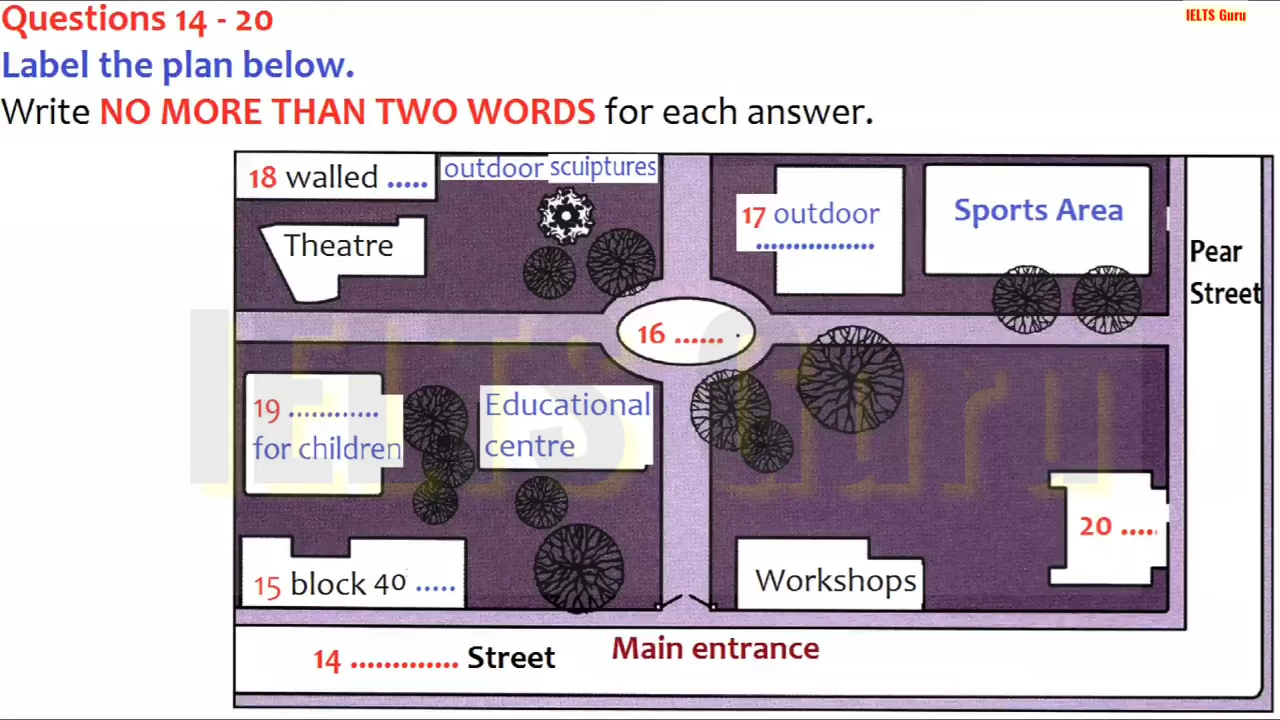 Questions 14 - 20
IELTS Guru
Label the plan below.
Write NO MORE THAN TWO WORDS for each answer.
18 walled .....
outdoor sculptures
17 outdoor
................
Sports Area
Theatre
Pear
Street
16 ......
19 ............
for children
Educational
centre
20 .....
15 block 40 .....
Workshops
14 ............. Street
Main entrance
IELTS Guru